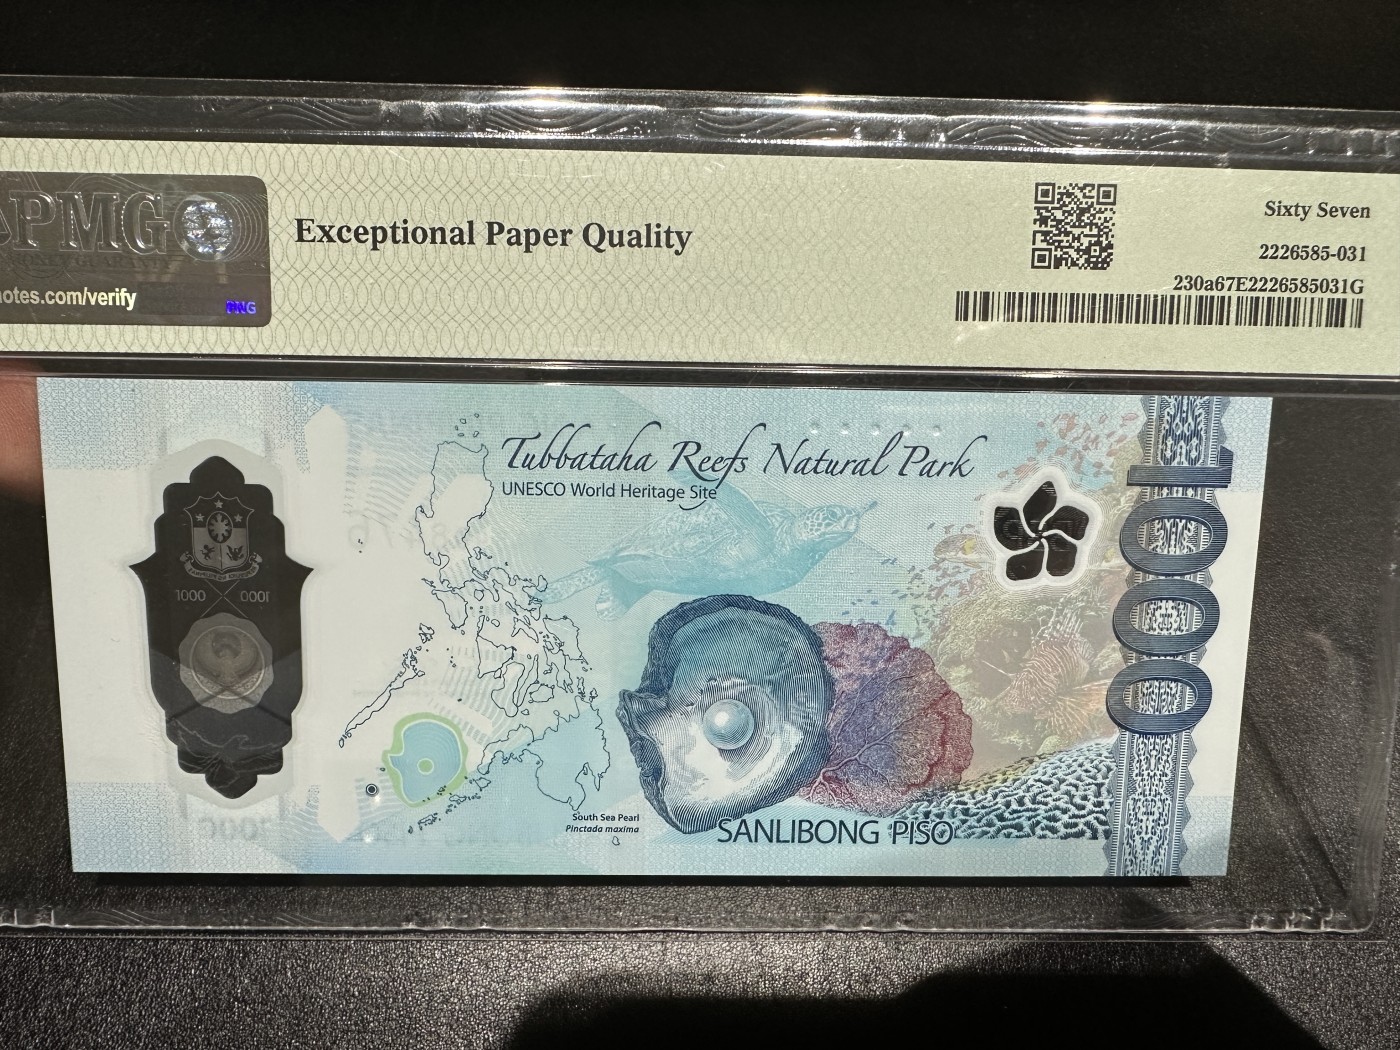 PMG
notes.com/verify
PNG
Exceptional Paper Quality
Sixty Seven
2226585-031
230a67E2226585031G
Tubbataha Reefs Natural Park
UNESCO World Heritage Site
1000 1000
1000
South Sea Pearl
Pinctada maxima
SANLIBONG PISO